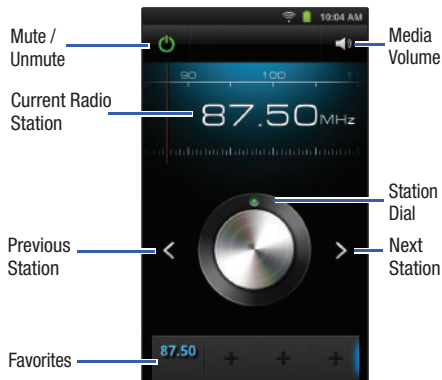 10:04 AM
Mute /
Unmute
Media
Volume
90
100
Current Radio
Station
87.50MHz
Station
Dial
Previous
Station
Next
Station
Favorites
87.50
+
+
+